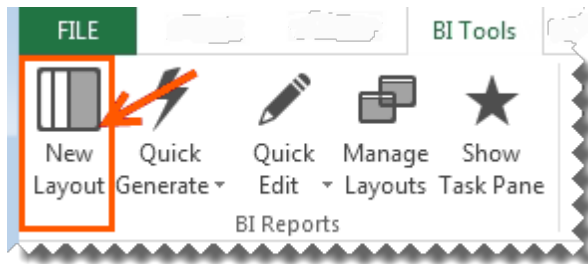 FILE BI Tools
New Quick Quick Manage Show
Layout Generate Edit Layouts Task Pane
BI Reports